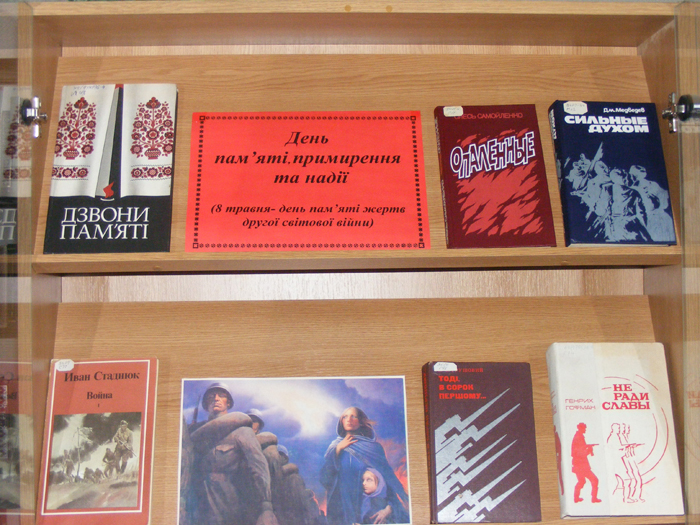 ДЗВОНИ
ПАМ'ЯТІ
День
пам'яті,примирення
та надії
(8 травня- день пам'яті жертв
другої світової війни)
САМОЙЛЕНКО
ОПАЛЕННЫЕ
Дм. Медведев
СИЛЬНЫЕ
ДУХОМ
Иван Стаднюк
Война
ТОДІ,
В СОРОК
ПЕРШОМУ...
ГЕНРИХ
ГОФМАН
НЕ
РАДИ
СЛАВЫ